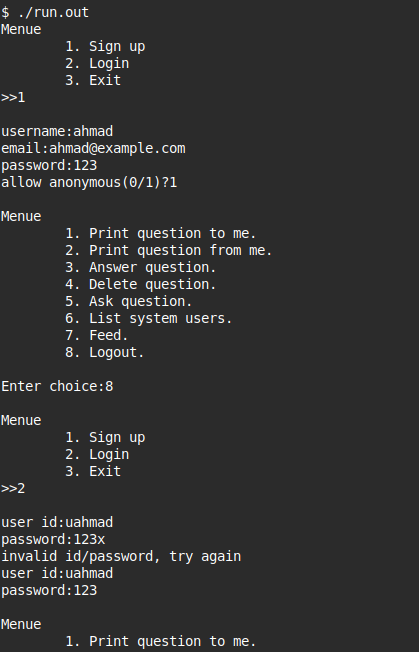 $ ./run.out
Menue
1. Sign up
2. Login
3. Exit
>>1
username:ahmad
email:ahmad@example.com
password:123
allow anonymous(0/1)?1
Menue
1. Print question to me.
2. Print question from me.
3. Answer question.
4. Delete question.
5. Ask question.
6. List system users.
7. Feed.
8. Logout.
Enter choice:8
Menue
1. Sign up
2. Login
3. Exit
>>2
user id:uahmad
password:123x
invalid id/password, try again
user id:uahmad
password:123
Menue
1. Print question to me.